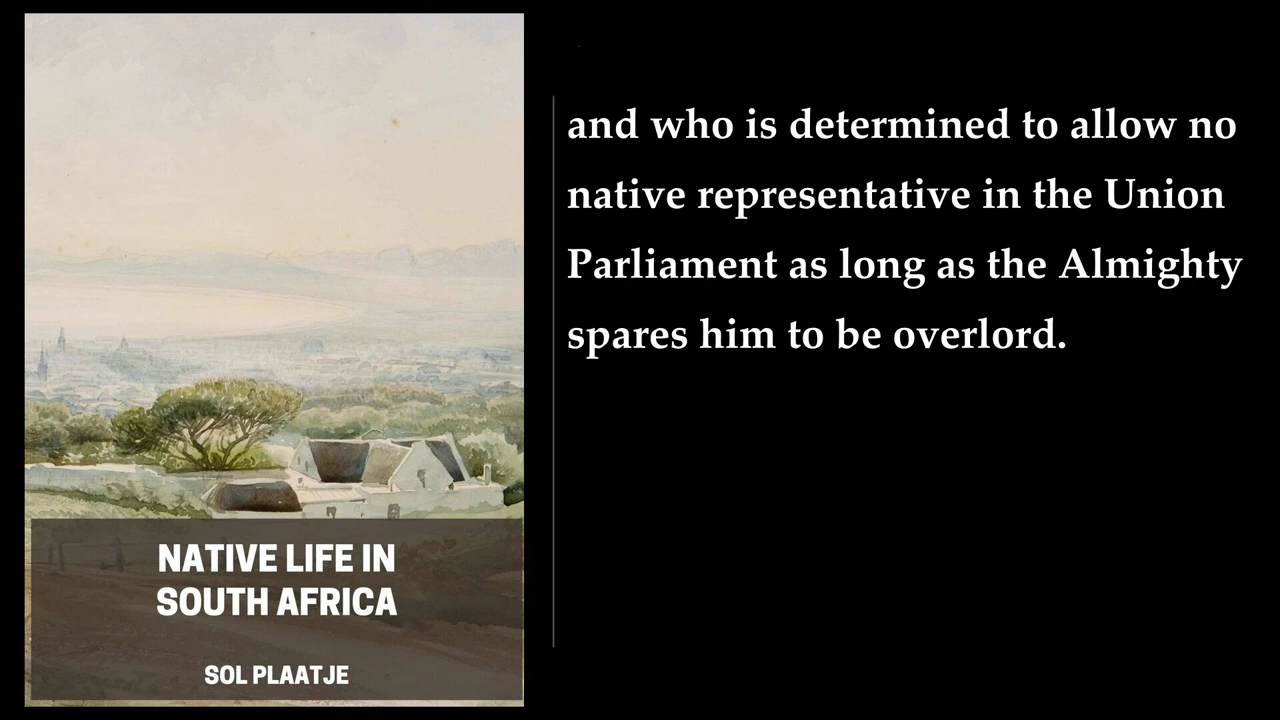 NATIVE LIFE IN
SOUTH AFRICA
SOL PLAATJE
and who is determined to allow no
native representative in the Union
Parliament as long as the Almighty
spares him to be overlord.